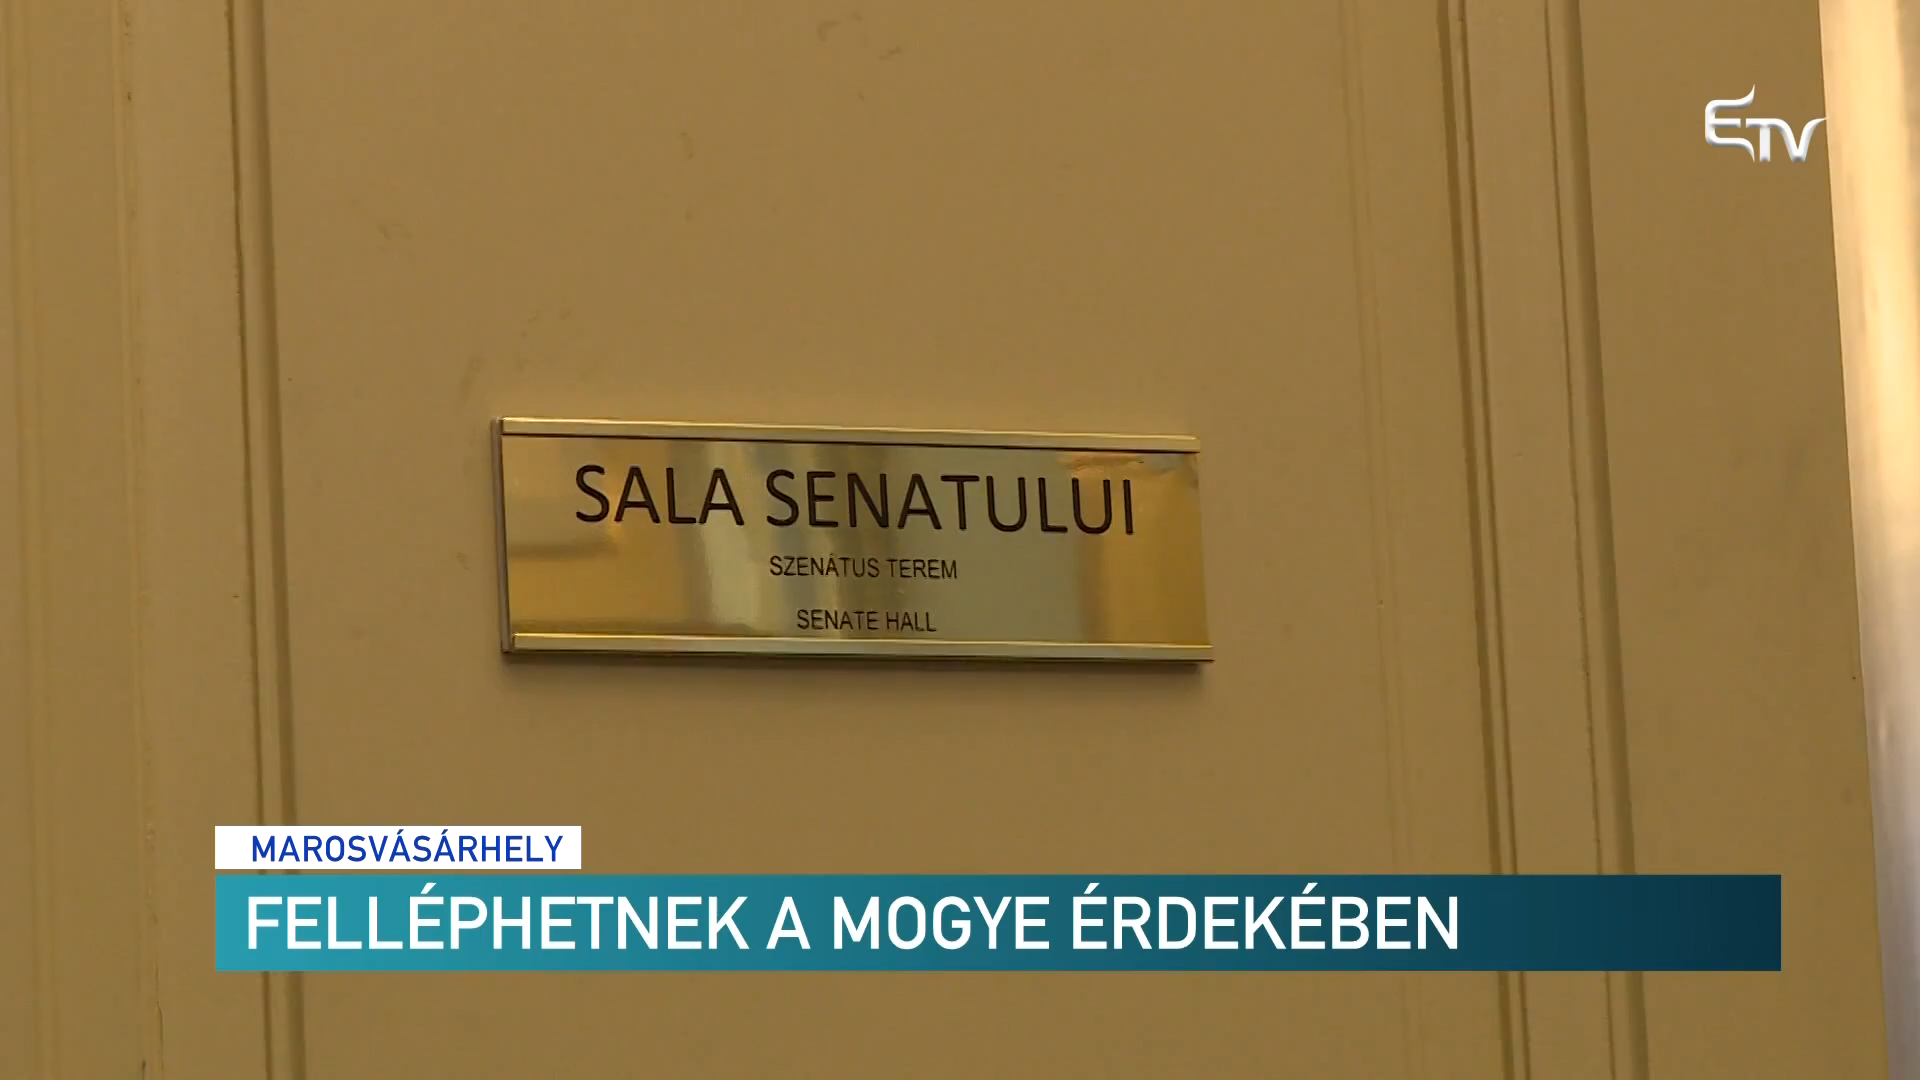 ETV
SALA SENATULUI
SZENÁTUS TEREM
SENATE HALL
MAROSVÁSÁRHELY
FELLÉPHETNEK A MOGYE ÉRDEKÉBEN